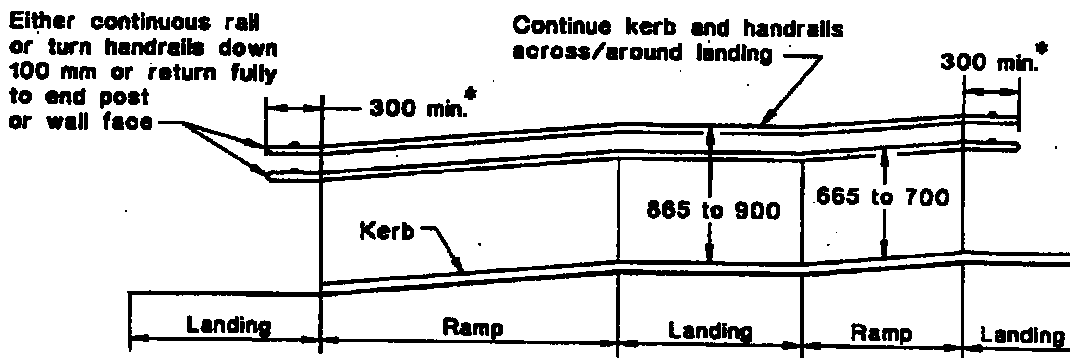 Either continuous rail
or turn handrails down
100 mm or return fully
to end post
or wall face
Continue kerb and handrails
across/around landing
300 min.*
300 min.*
865 to 900
665 to 700
Kerb
Landing
Ramp
Landing
Ramp
Landing